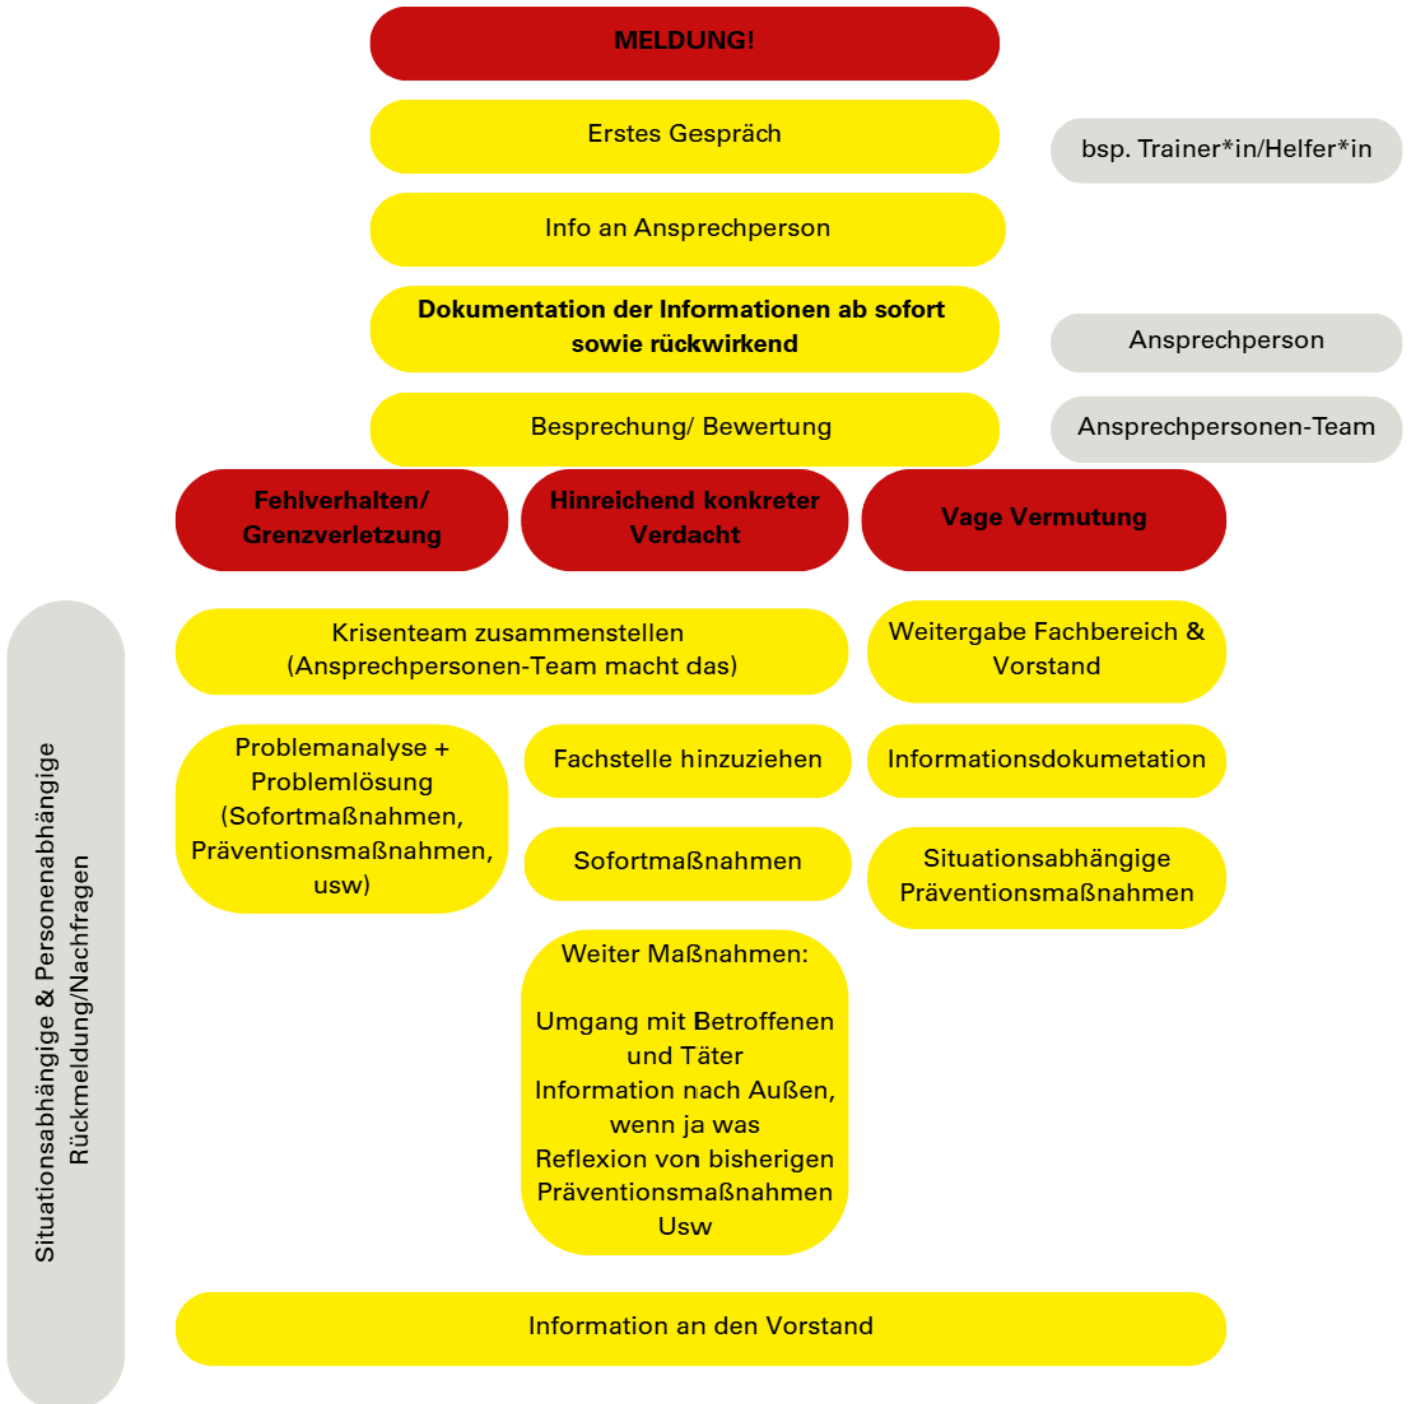 MELDUNG!
Erstes Gespräch
bsp. Trainer*in/Helfer*in
Info an Ansprechperson
Dokumentation der Informationen ab sofort
sowie rückwirkend
Ansprechperson
Besprechung/ Bewertung
Ansprechpersonen-Team
Fehlverhalten/
Grenzverletzung
Hinreichend konkreter
Verdacht
Vage Vermutung
Krisenteam zusammenstellen
(Ansprechpersonen-Team macht das)
Weitergabe Fachbereich &
Vorstand
Problemanalyse +
Problemlösung
(Sofortmaßnahmen,
Präventionsmaßnahmen,
usw)
Fachstelle hinzuziehen
Informationsdokumetation
Sofortmaßnahmen
Situationsabhängige
Präventionsmaßnahmen
Weiter Maßnahmen:
Umgang mit Betroffenen
und Täter
Information nach Außen,
wenn ja was
Reflexion von bisherigen
Präventionsmaßnahmen
Usw
Situationsabhängige & Personenabhängige
Rückmeldung/Nachfragen
Information an den Vorstand